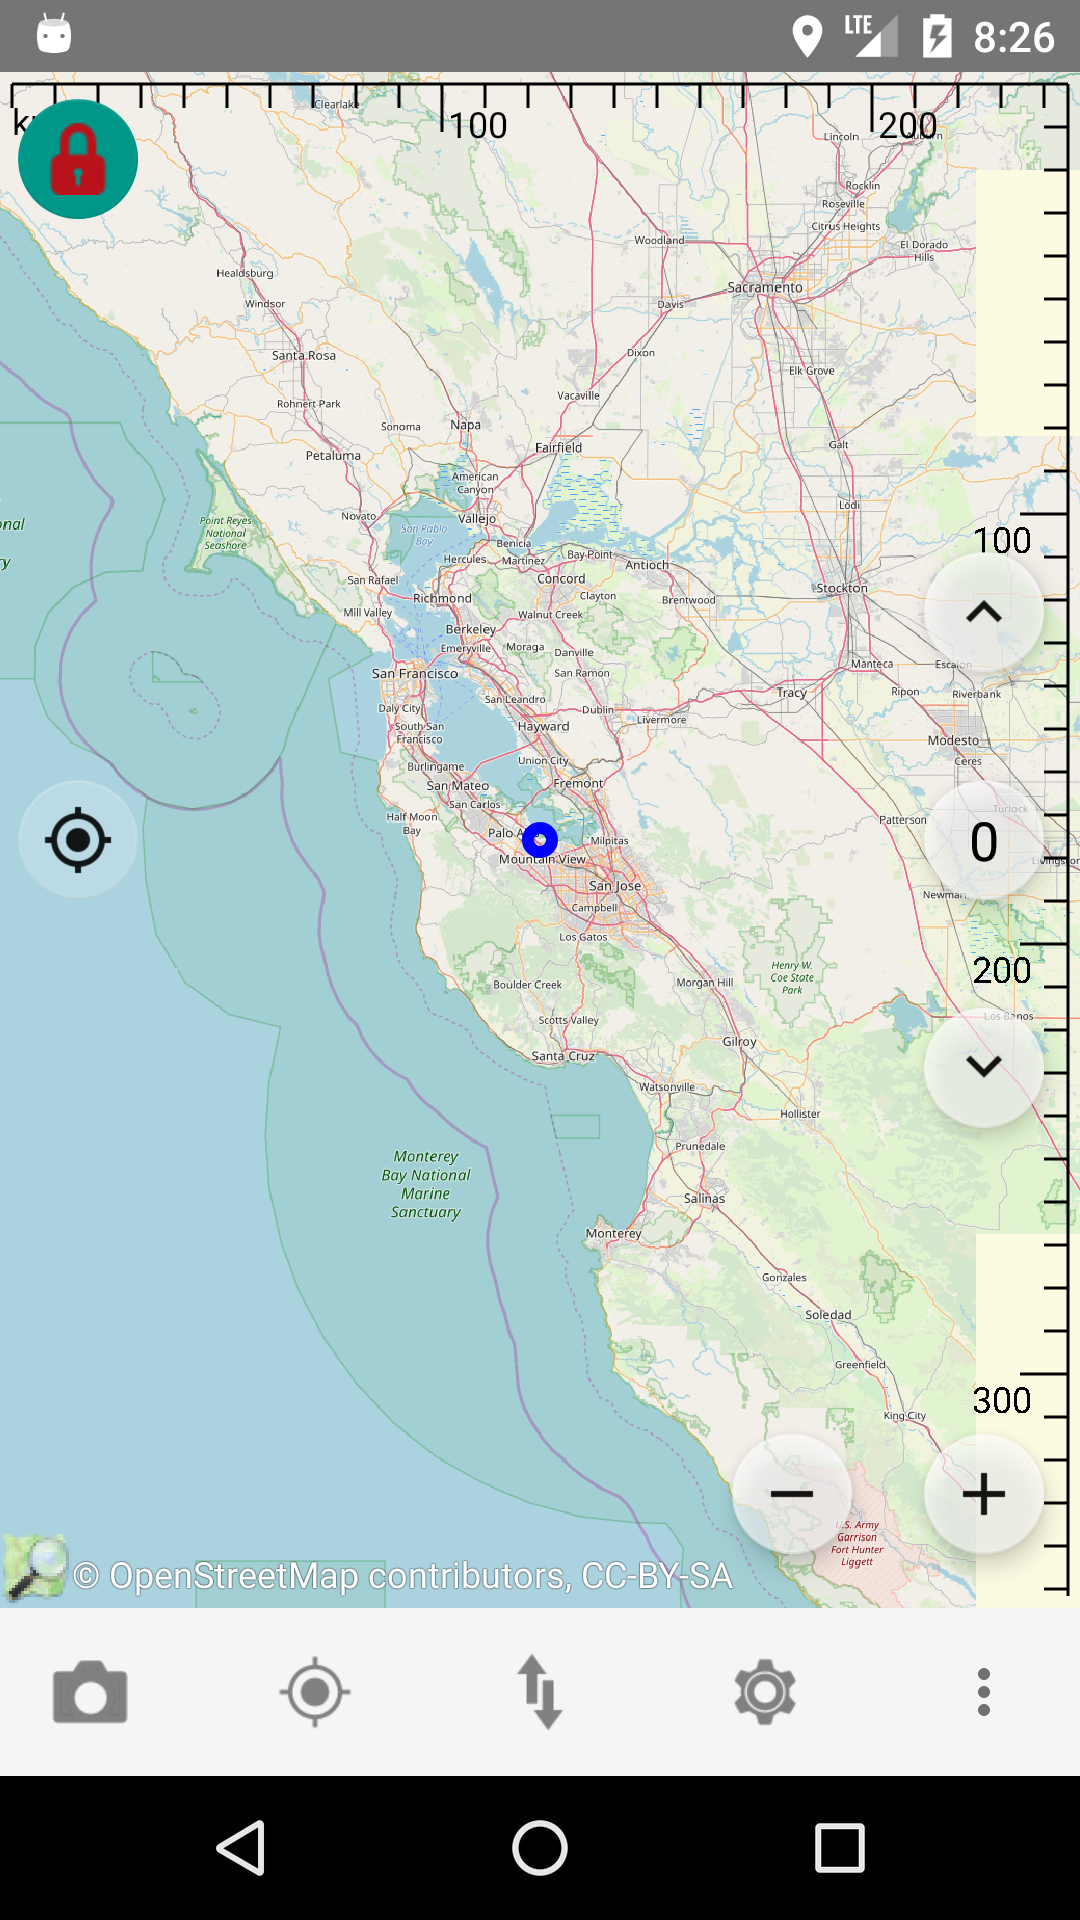 LTE 8:26
Clearlake
100
200
Lincoln
Auburn
Rocklin
Roseville
Citrus Heights
Woodland
El Dorado
Hills
Healdsburg
Sacramento
Windsor
Davis
Santa Rosa
Dixon
Elk Grove
Vacaville
Rohnert Park
Sonoma
Napa
Galt
Petaluma
Fairfield
American
Canyon
Lodi
Novato
Vallejo
Point Reyes
National
Seashore
San Pablo
Bay
onal
ry
100
Benicia
Hercules
Martinez
Bay Point
Antioch
San Rafael
Concord
Stockton
Richmond
Clayton
Brentwood
Mill Valley
Walnut Creek
Berkeley
Emeryville
Moraga
Danville
Manteca
Escalon
San Francisco
San Ramon
Tracy
Ripon
Riverbank
Daly City
San Leandro
Dublin
Livermore
South San
Francisco
Hayward
Modesto
Burlingame
Union City
Ceres
San Mateo
Fremont
San Carlos
Turlock
Half Moon
Bay
Patterson
Palo A
Milpitas
0
Mountain View
Livingston
San Jose
Newman
Campbell
Los Gatos
Henry W.
Coe State
Park
200
Boulder Creek
Morgan Hill
Scotts Valley
Los Banos
Gilroy
Santa Cruz
Watsonville
Hollister
Prunedale
Monterey
Bay National
Marine
Sanctuary
Salinas
Monterey
Gonzales
Soledad
Greenfield
300
King City
U.S. Army
Garrison
Fort Hunter
Liggett
© OpenStreetMap contributors, CC-BY-SA